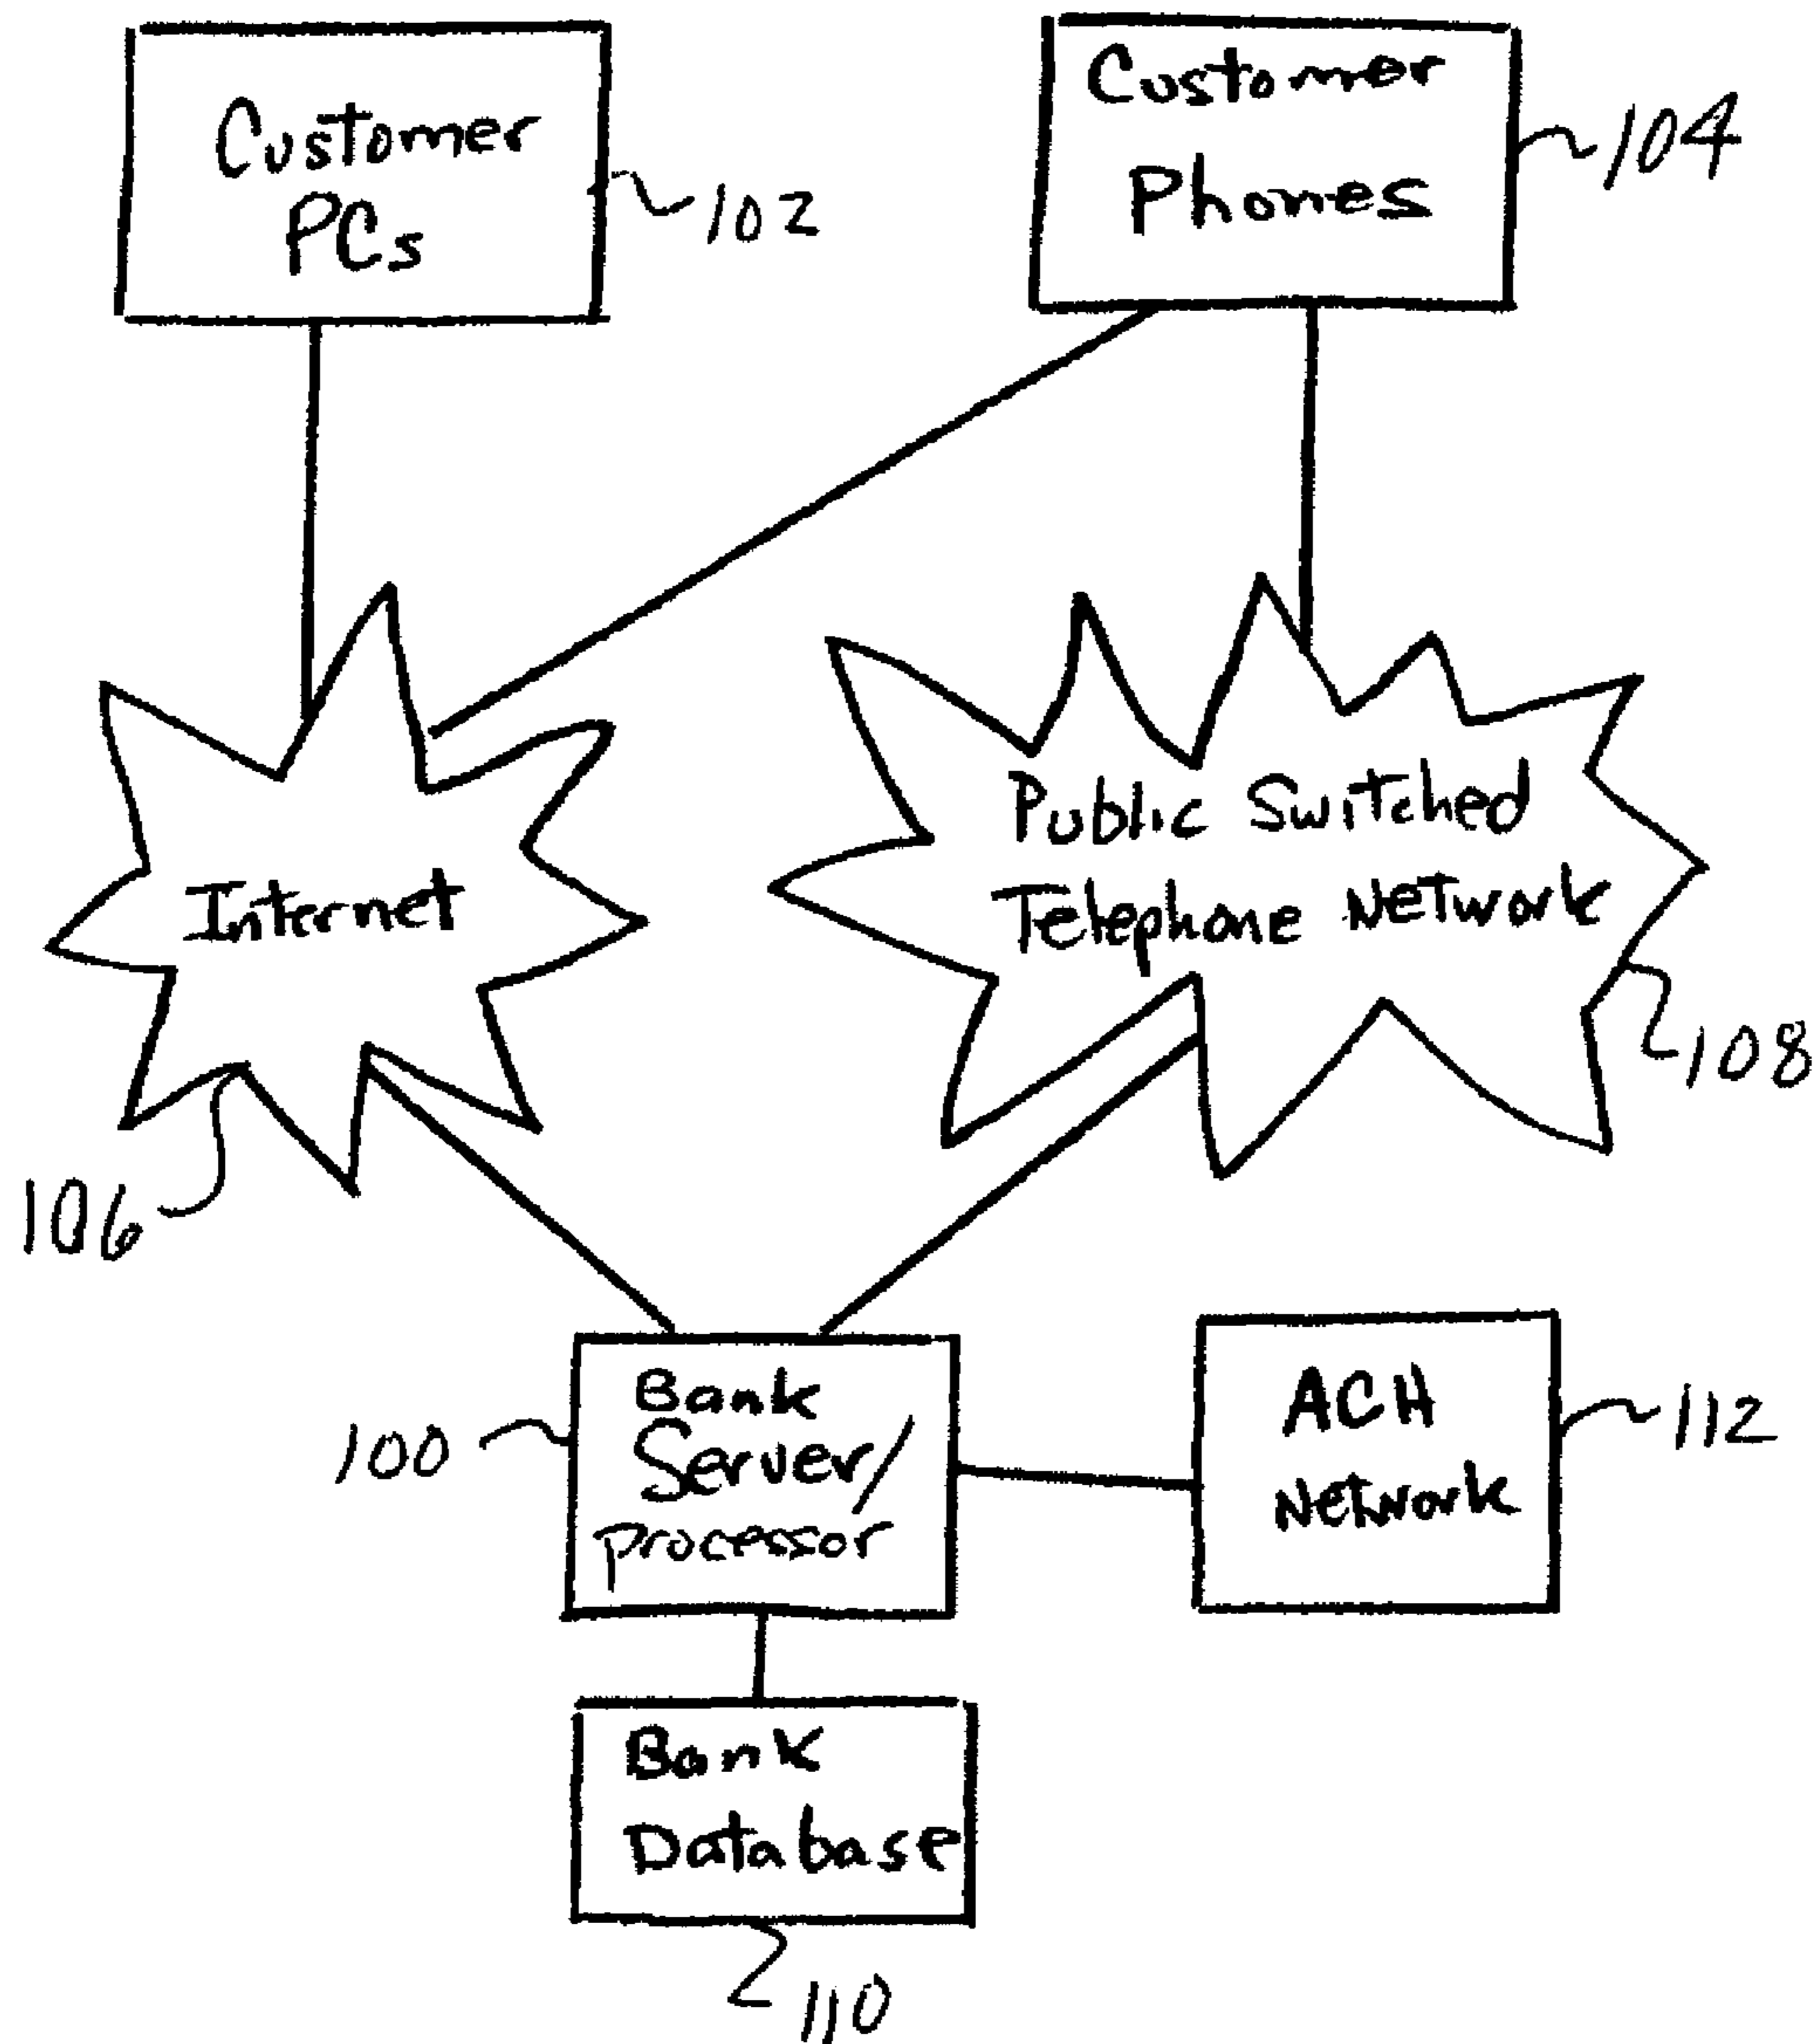 Customer
PCs
102
Customer
Phones
104
Internet
106
Public Switched
Telephone Network
108
100
Bank
Server/
processor
ACH
Network
112
Bank
Database
110